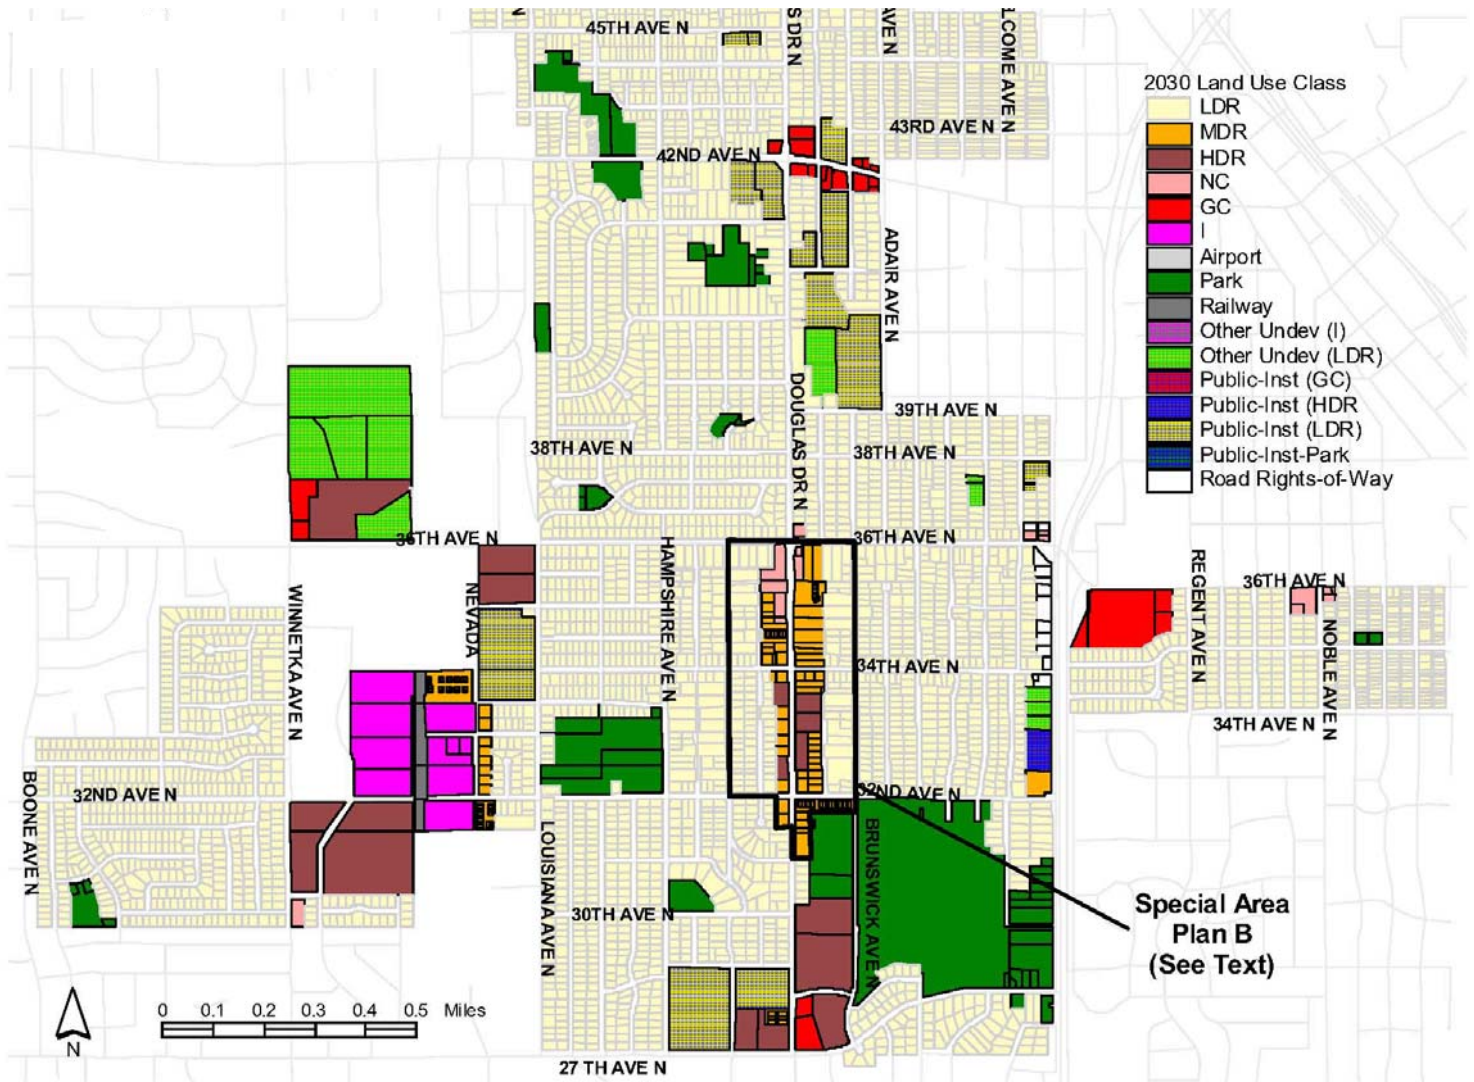 45TH AVE N
N
S DR N
AVE N
LCOME AVE N
43RD AVE N
42ND AVE N
2030 Land Use Class
LDR
MDR
HDR
NC
GC
I
Airport
Park
Railway
Other Undev (I)
Other Undev (LDR)
Public-Inst (GC)
Public-Inst (HDR
Public-Inst (LDR)
Public-Inst-Park
Road Rights-of-Way
ADAIR AVE N
DOUGLAS DR N
39TH AVE N
38TH AVE N
38TH AVE N
36TH AVE N
36TH AVE N
36TH AVE N
HAMPSHIRE AVE N
NEVADA
WINNETKA AVE N
REGENT AVE N
NOBLE AVE N
34TH AVE N
34TH AVE N
BOONE AVE N
32ND AVE N
32ND AVE N
LOUISIANA AVE N
BRUNSWICK AVE N
30TH AVE N
Special Area
Plan B
(See Text)
0 0.1 0.2 0.3 0.4 0.5 Miles
N
27 TH AVE N